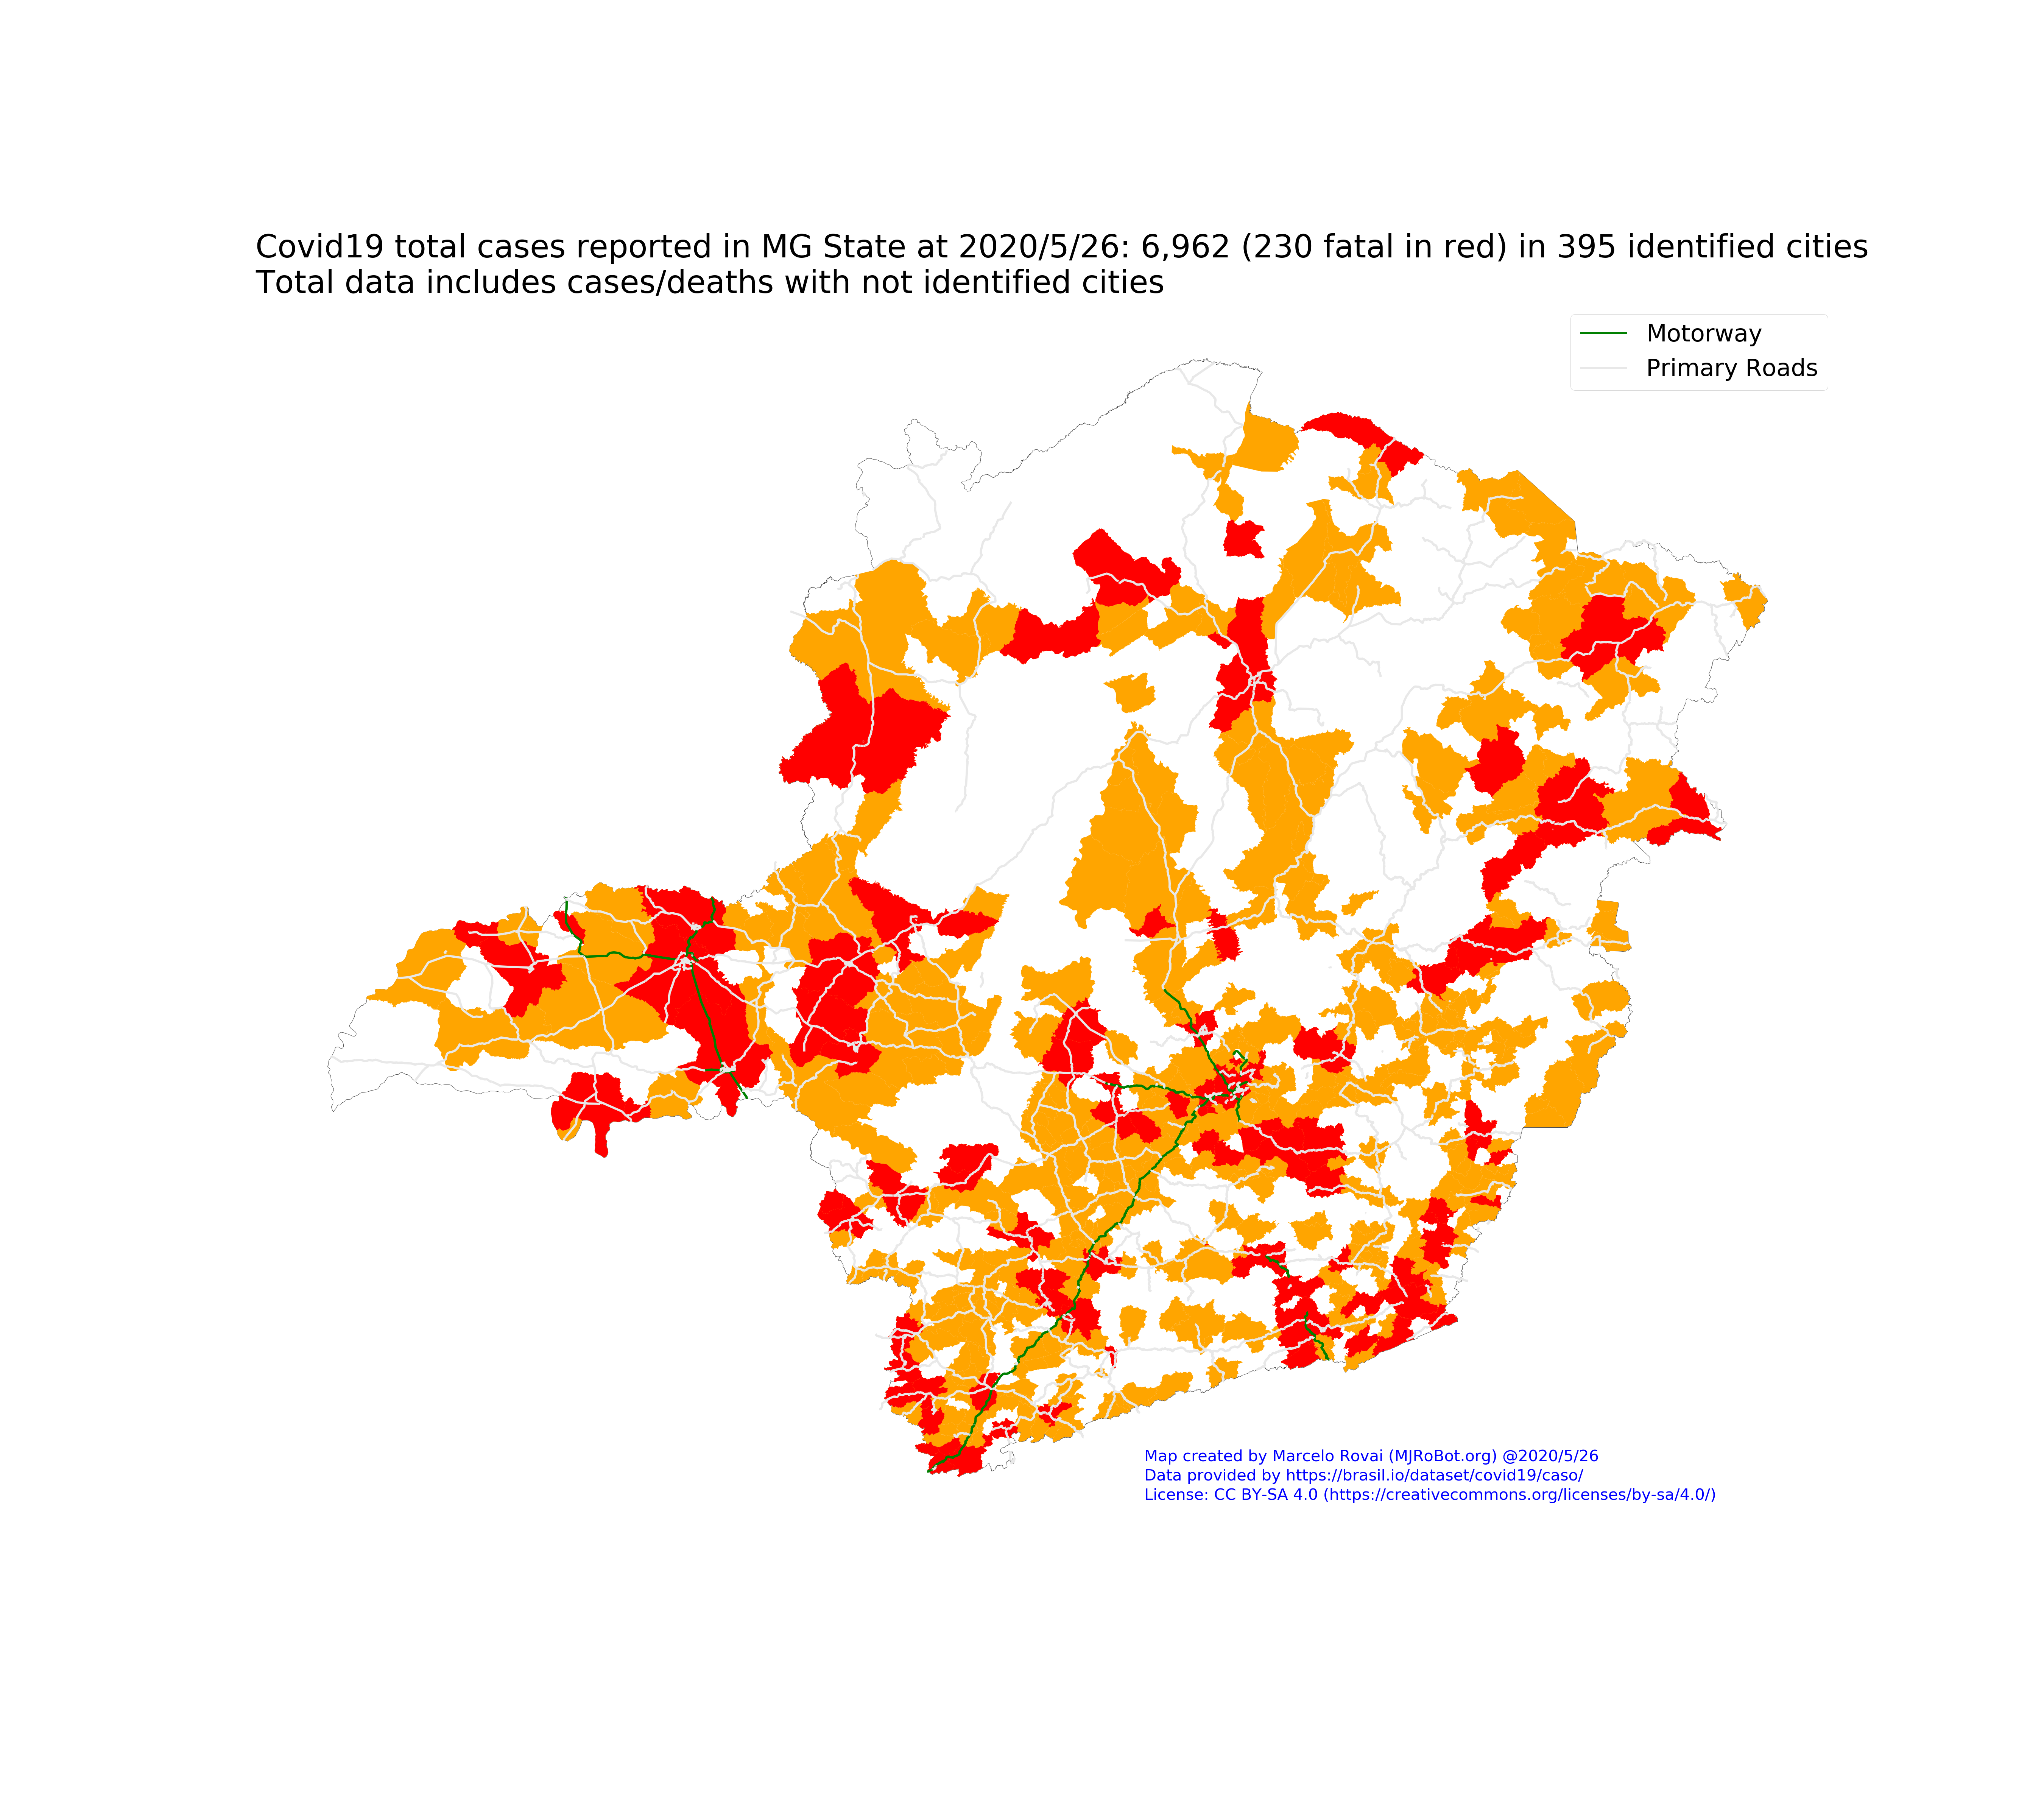 Covid19 total cases reported in MG State at 2020/5/26: 6,962 (230 fatal in red) in 395 identified cities
Total data includes cases/deaths with not identified cities
Motorway
Primary Roads
Map created by Marcelo Rovai (MJRoBot.org) @2020/5/26
Data provided by https://brasil.io/dataset/covid19/caso/
License: CC BY-SA 4.0 (https://creativecommons.org/licenses/by-sa/4.0/)